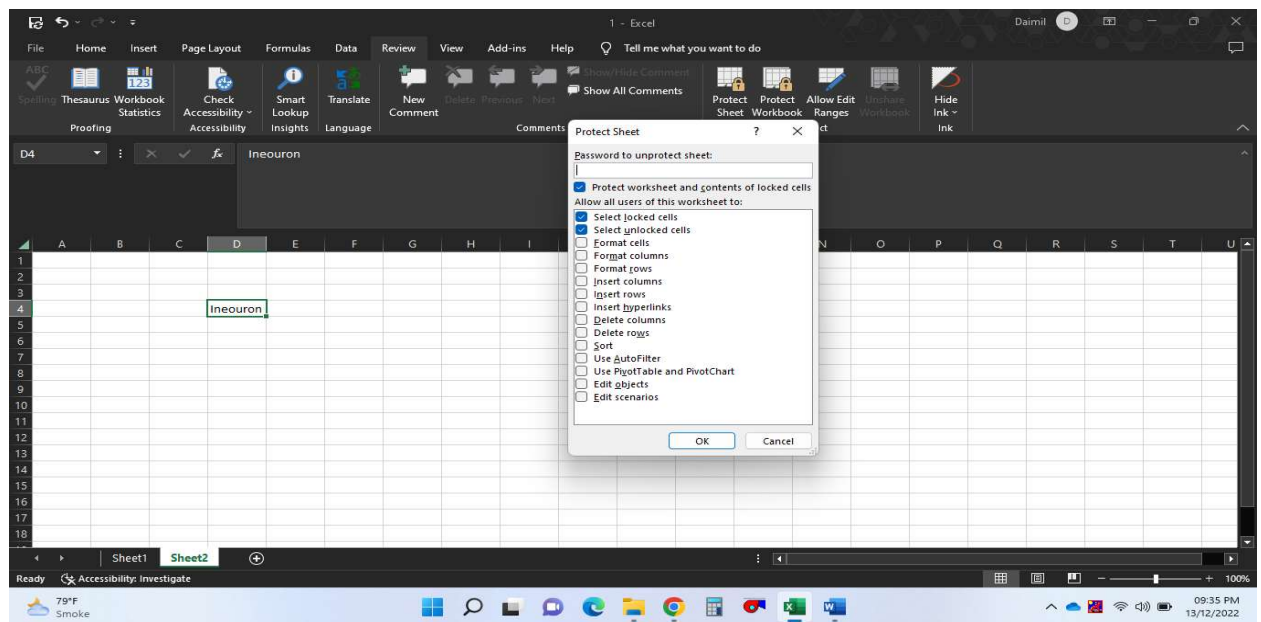 1 - Excel
Daimil D
File Home Insert Page Layout Formulas Data Review View Add-ins Help Tell me what you want to do
ABC
Spelling Thesaurus Workbook Statistics
123
Proofing
Check Accessibility
Accessibility
Smart Lookup
Insights
Translate
Language
New Comment Delete Previous Next
Show/Hide Comment
Show All Comments
Comments
Protect Sheet Protect Workbook Allow Edit Ranges Unshare Workbook
ct
Hide Ink
Ink
D4 fx Ineouron
Protect Sheet ? ×
Password to unprotect sheet:
Protect worksheet and contents of locked cells
Allow all users of this worksheet to:
Select locked cells
Select unlocked cells
Format cells
Format columns
Format rows
Insert columns
Insert rows
Insert hyperlinks
Delete columns
Delete rows
Sort
Use AutoFilter
Use PivotTable and PivotChart
Edit objects
Edit scenarios
OK Cancel
A B C D E F G H I N O P Q R S T U
1
2
3
4 Ineouron
5
6
7
8
9
10
11
12
13
14
15
16
17
18
Sheet1 Sheet2
Ready Accessibility: Investigate 100%
79°F
Smoke
09:35 PM
13/12/2022